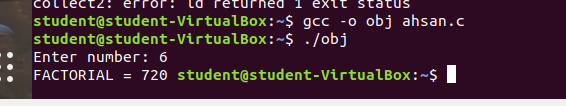 collect2: error: ld returned 1 exit status
student@student-VirtualBox:~$ gcc -o obj ahsan.c
student@student-VirtualBox:~$ ./obj
Enter number: 6
FACTORIAL = 720 student@student-VirtualBox:~$